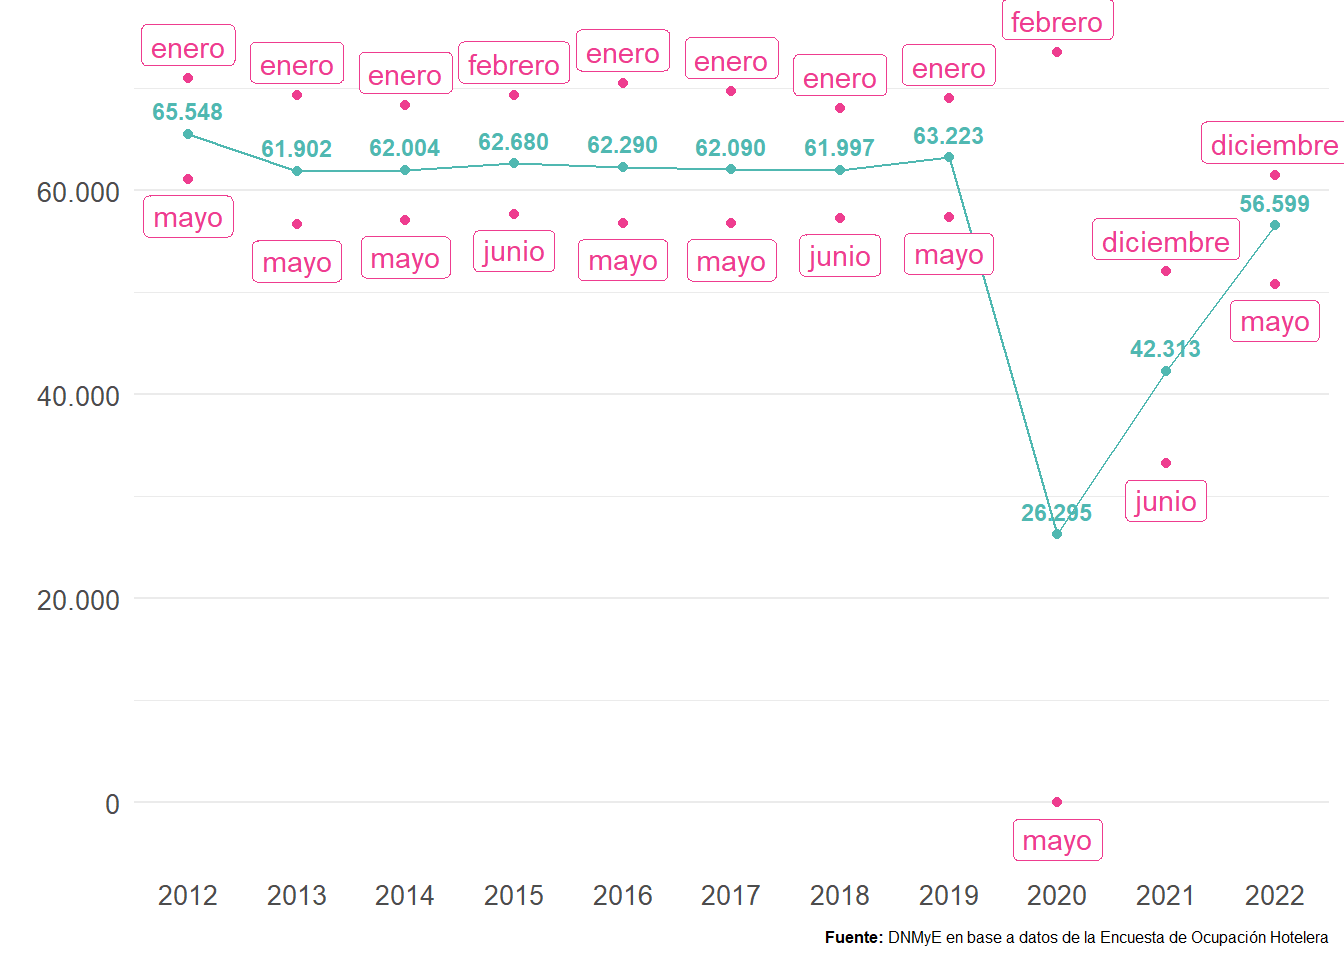 febrero
enero
enero
enero
febrero
enero
enero
enero
enero
65.548
61.902
62.004
62.680
62.290
62.090
61.997
63.223
diciembre
60.000
mayo
mayo
mayo
junio
mayo
mayo
junio
mayo
56.599
diciembre
mayo
42.313
40.000
junio
26.295
20.000
0
mayo
2012 2013 2014 2015 2016 2017 2018 2019 2020 2021 2022
Fuente: DNMyE en base a datos de la Encuesta de Ocupación Hotelera